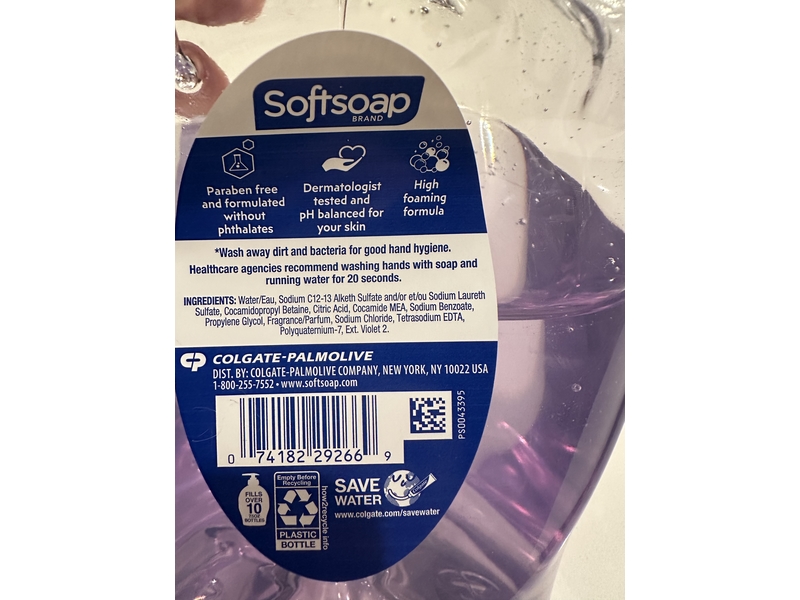 Softsoap
BRAND
Paraben free
and formulated
without
phthalates
Dermatologist
tested and
pH balanced for
your skin
High
foaming
formula
*Wash away dirt and bacteria for good hand hygiene.
Healthcare agencies recommend washing hands with soap and
running water for 20 seconds.
INGREDIENTS: Water/Eau, Sodium C12-13 Alketh Sulfate and/or et/ou Sodium Laureth
Sulfate, Cocamidopropyl Betaine, Citric Acid, Cocamide MEA, Sodium Benzoate,
Propylene Glycol, Fragrance/Parfum, Sodium Chloride, Tetrasodium EDTA,
Polyquaternium-7, Ext. Violet 2.
CP COLGATE-PALMOLIVE
DIST. BY: COLGATE-PALMOLIVE COMPANY, NEW YORK, NY 10022 USA
1-800-255-7552 • www.softsoap.com
0 74182 29266 9
PS0043395
FILLS
OVER
10
BOTTLES
Empty Before
Recycling
PLASTIC
BOTTLE
how2recycle.info
SAVE
WATER
www.colgate.com/savewater